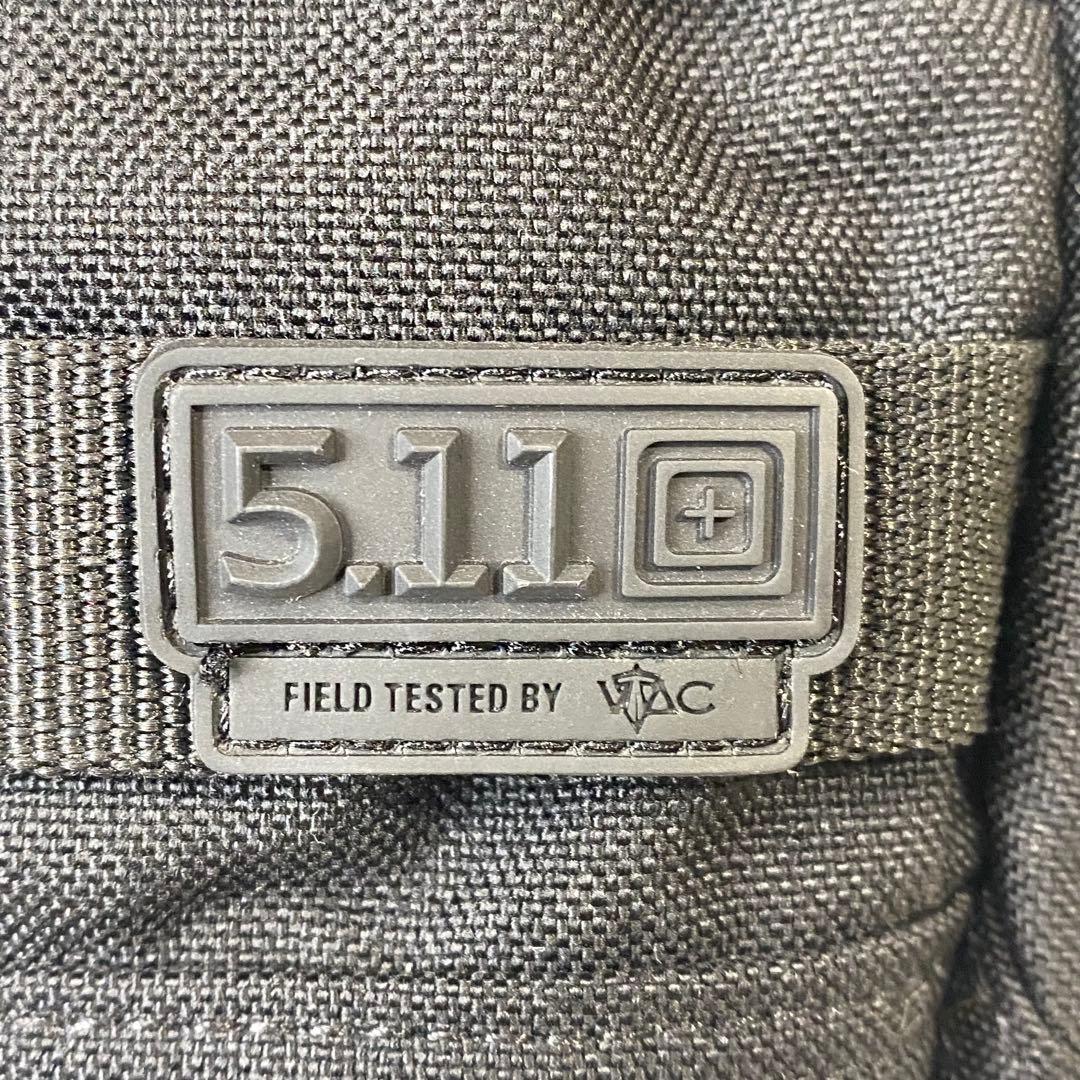 5.11
FIELD TESTED BY VTAC